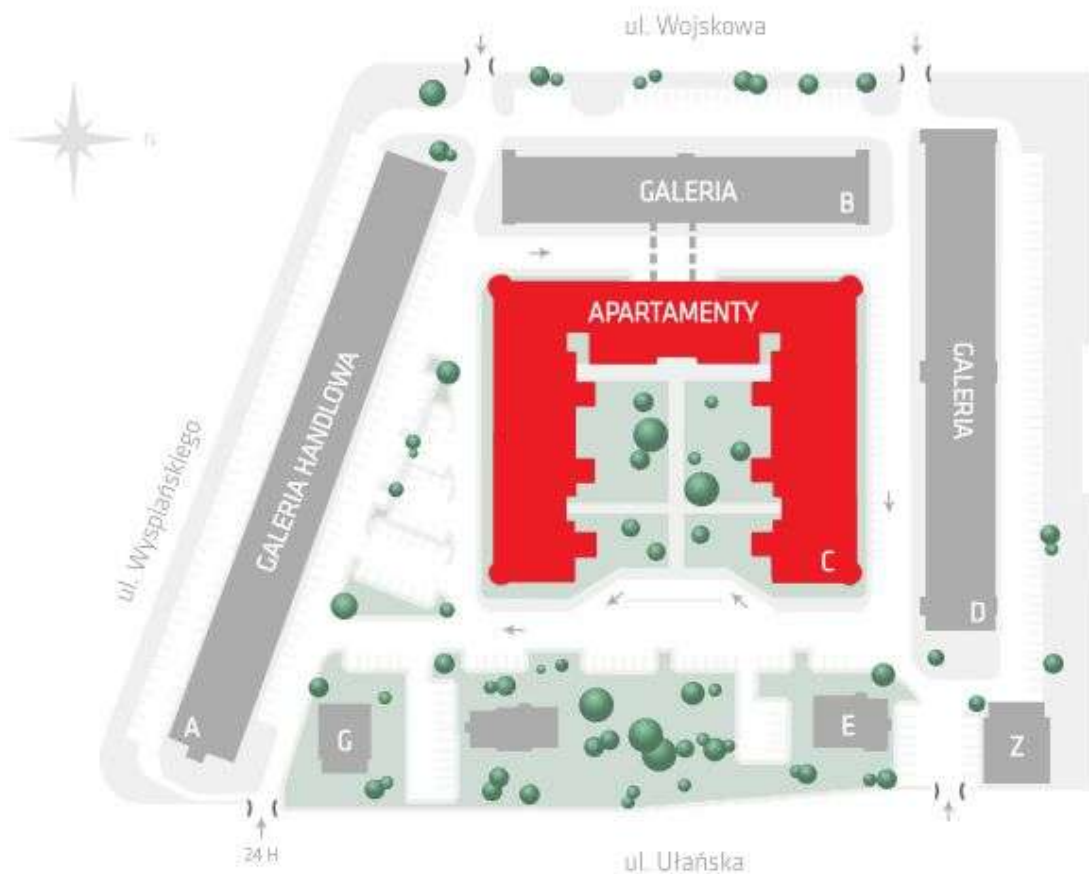 ul. Wojskowa
N
GALERIA
B
APARTAMENTY
GALERIA
GALERIA HANDLOWA
ul. Wyspiańskiego
C
D
A
G
E
Z
24 H
ul. Ułańska